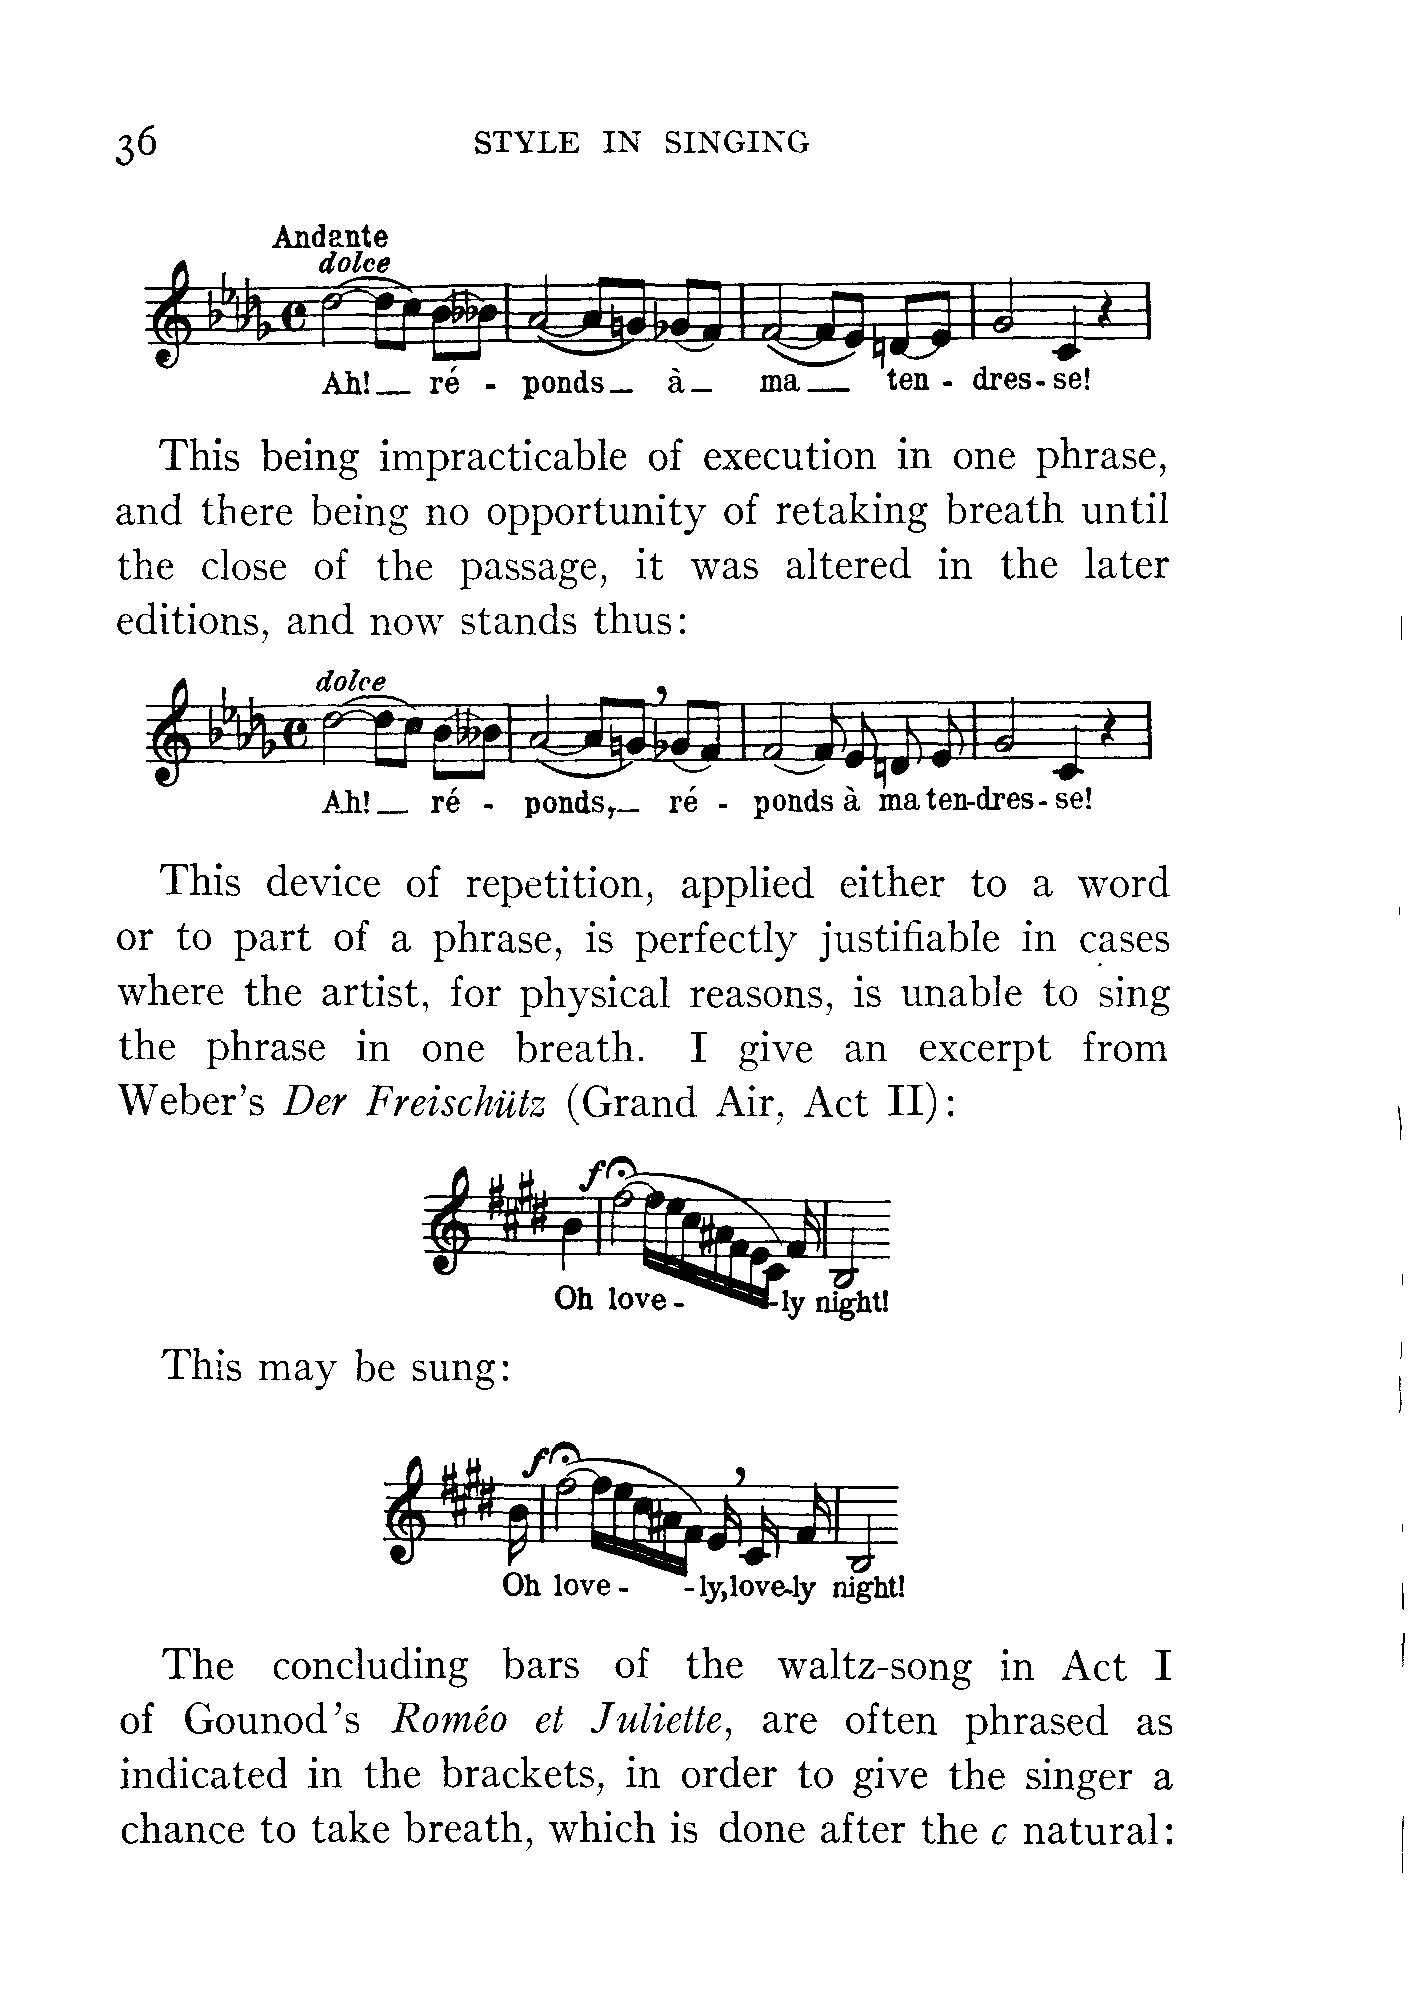 36 STYLE IN SINGING
Andante
dolce
Ah!__ ré - ponds_ à_ ma__ ten - dres-se!
This being impracticable of execution in one phrase,
and there being no opportunity of retaking breath until
the close of the passage, it was altered in the later
editions, and now stands thus:
dolce
Ah!__ ré - ponds,_ ré - ponds à ma ten-dres-se!
This device of repetition, applied either to a word
or to part of a phrase, is perfectly justifiable in cases
where the artist, for physical reasons, is unable to sing
the phrase in one breath. I give an excerpt from
Weber's Der Freischütz (Grand Air, Act II):
f
Oh love - -ly night!
This may be sung:
f
Oh love - -ly, love-ly night!
The concluding bars of the waltz-song in Act I
of Gounod's Roméo et Juliette, are often phrased as
indicated in the brackets, in order to give the singer a
chance to take breath, which is done after the c natural: